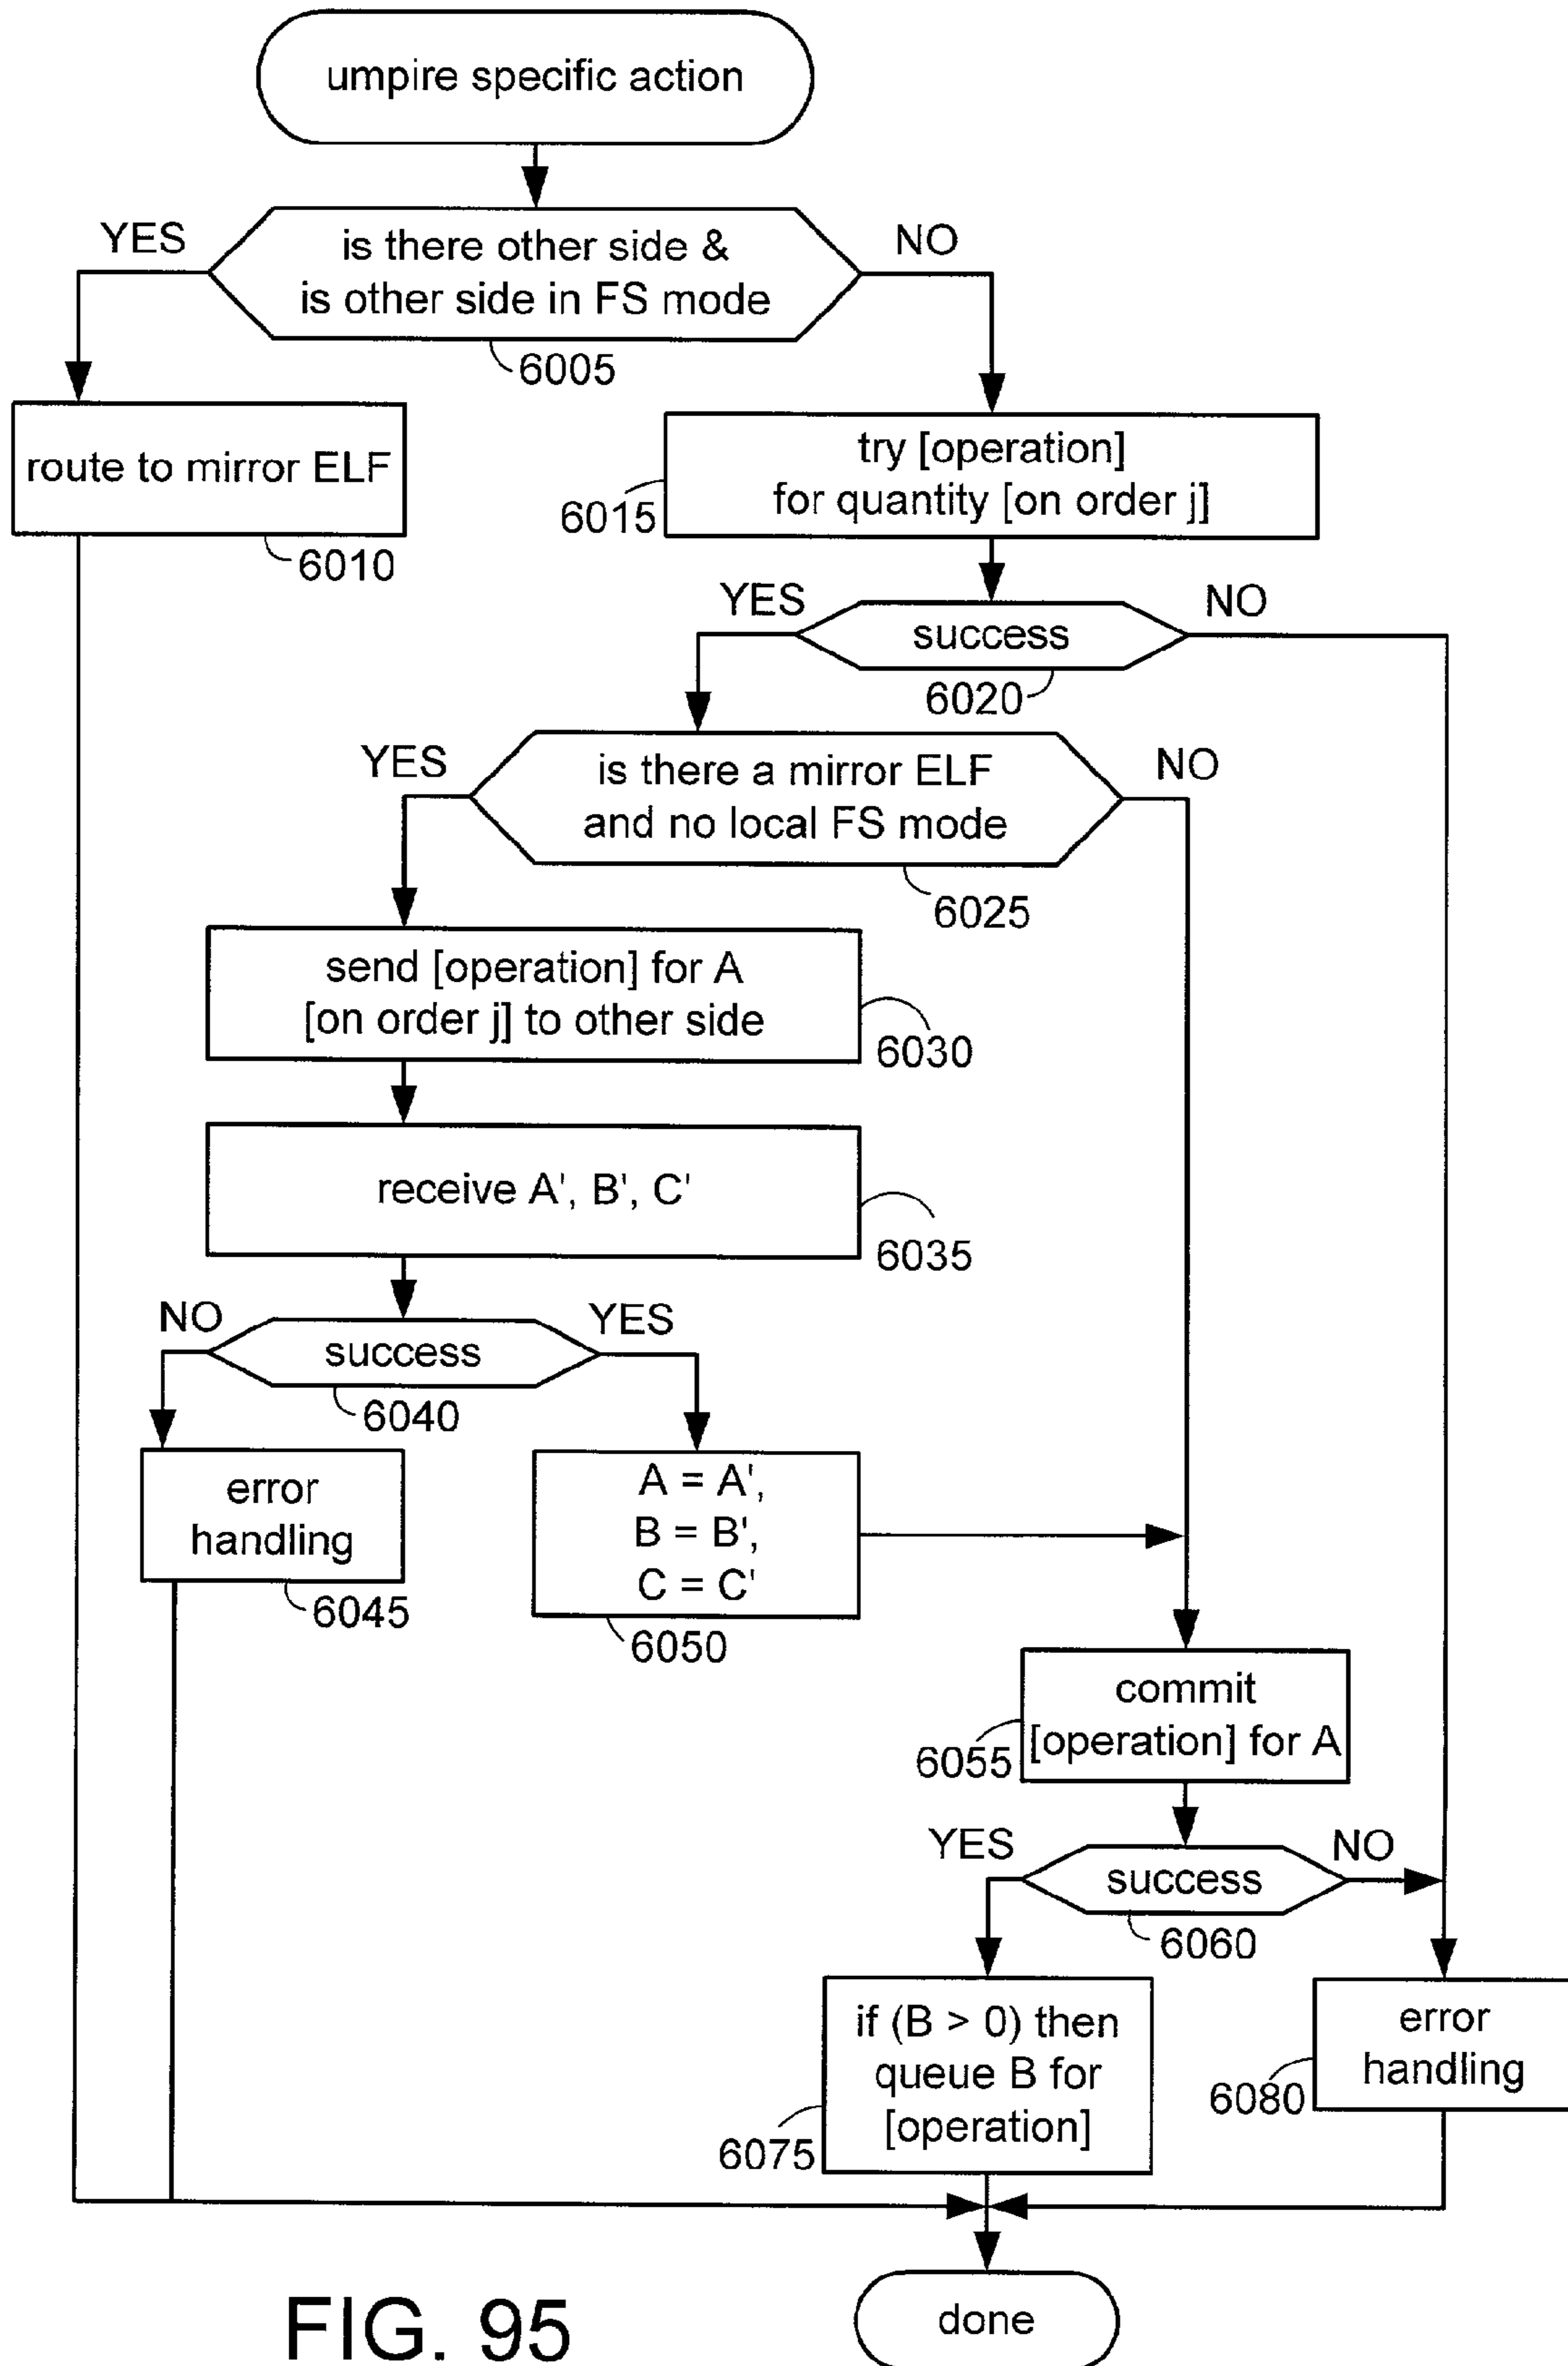 umpire specific action
YES
is there other side &
is other side in FS mode
NO
6005
route to mirror ELF
6010
try [operation]
for quantity [on order j]
6015
YES
success
NO
6020
YES
is there a mirror ELF
and no local FS mode
NO
6025
send [operation] for A
[on order j] to other side
6030
receive A', B', C'
6035
NO
success
YES
6040
error
handling
6045
A = A',
B = B',
C = C'
6050
commit
[operation] for A
6055
YES
success
NO
6060
if (B > 0) then
queue B for
[operation]
6075
error
handling
6080
done
FIG. 95